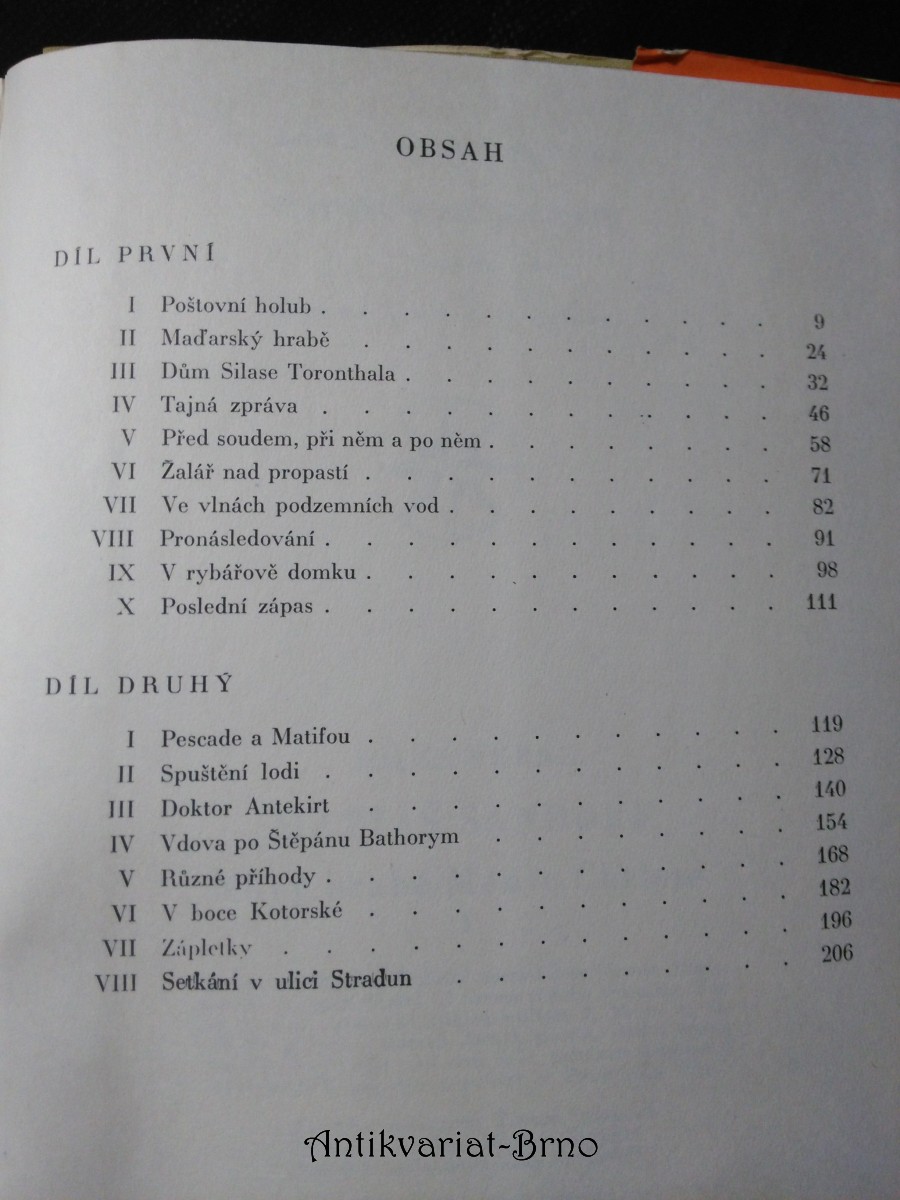 OBSAH
DÍL PRVNÍ
I Poštovní holub . . . . . . . . . . . . 9
II Maďarský hrabě . . . . . . . . . . 24
III Dům Silase Toronthala . . . . . . . . . . 32
IV Tajná zpráva . . . . . . . . . . . 46
V Před soudem, při něm a po něm . . . . . . . . 58
VI Žalář nad propastí . . . . . . . . . . . 71
VII Ve vlnách podzemních vod . . . . . . . . . 82
VIII Pronásledování . . . . . . . . . . . . 91
IX V rybářově domku . . . . . . . . . . . 98
X Poslední zápas . . . . . . . . . . . . 111
DÍL DRUHÝ
I Pescade a Matifou . . . . . . . . . . . 119
II Spuštění lodi . . . . . . . . . . . 128
III Doktor Antekirt . . . . . . . . . . 140
IV Vdova po Štěpánu Bathorym . . . . . . . 154
V Různé příhody . . . . . . . . . . . . 168
VI V boce Kotorské . . . . . . . . . . 182
VII Zápletky . . . . . . . . . . . . 196
VIII Setkání v ulici Stradun . . . . . . . . 206
Antikvariat-Brno